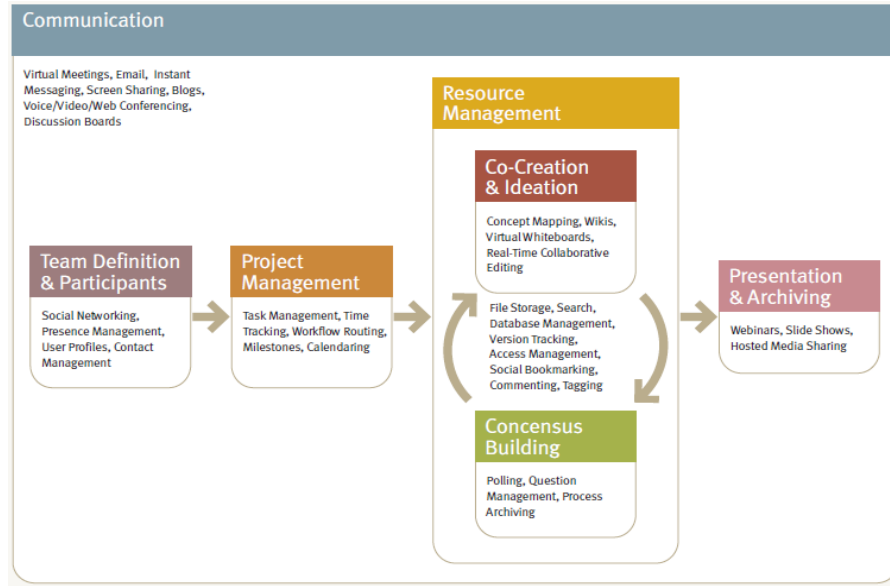 Communication
Virtual Meetings, Email, Instant
Messaging, Screen Sharing, Blogs,
Voice/Video/Web Conferencing,
Discussion Boards
Team Definition
& Participants
Social Networking,
Presence Management,
User Profiles, Contact
Management
Project
Management
Task Management, Time
Tracking, Workflow Routing,
Milestones, Calendaring
Resource
Management
Co-Creation
& Ideation
Concept Mapping, Wikis,
Virtual Whiteboards,
Real-Time Collaborative
Editing
File Storage, Search,
Database Management,
Version Tracking,
Access Management,
Social Bookmarking,
Commenting, Tagging
Concensus
Building
Polling, Question
Management, Process
Archiving
Presentation
& Archiving
Webinars, Slide Shows,
Hosted Media Sharing